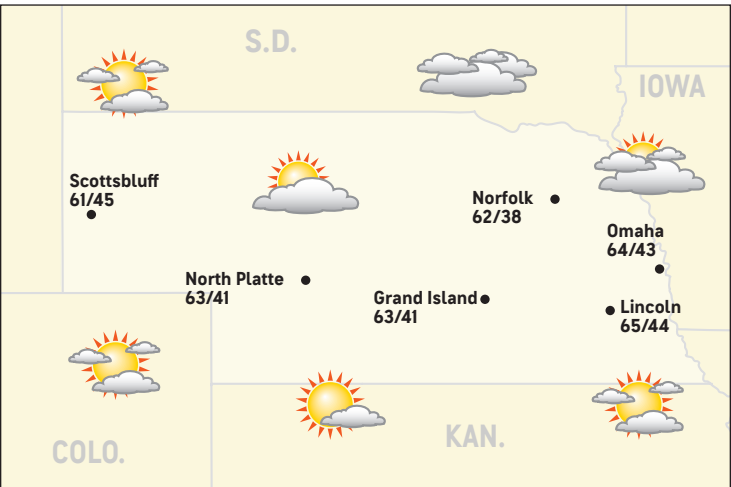 S.D.
IOWA
Scottsbluff
61/45
Norfolk
62/38
Omaha
64/43
North Platte
63/41
Grand Island
63/41
Lincoln
65/44
COLO.
KAN.